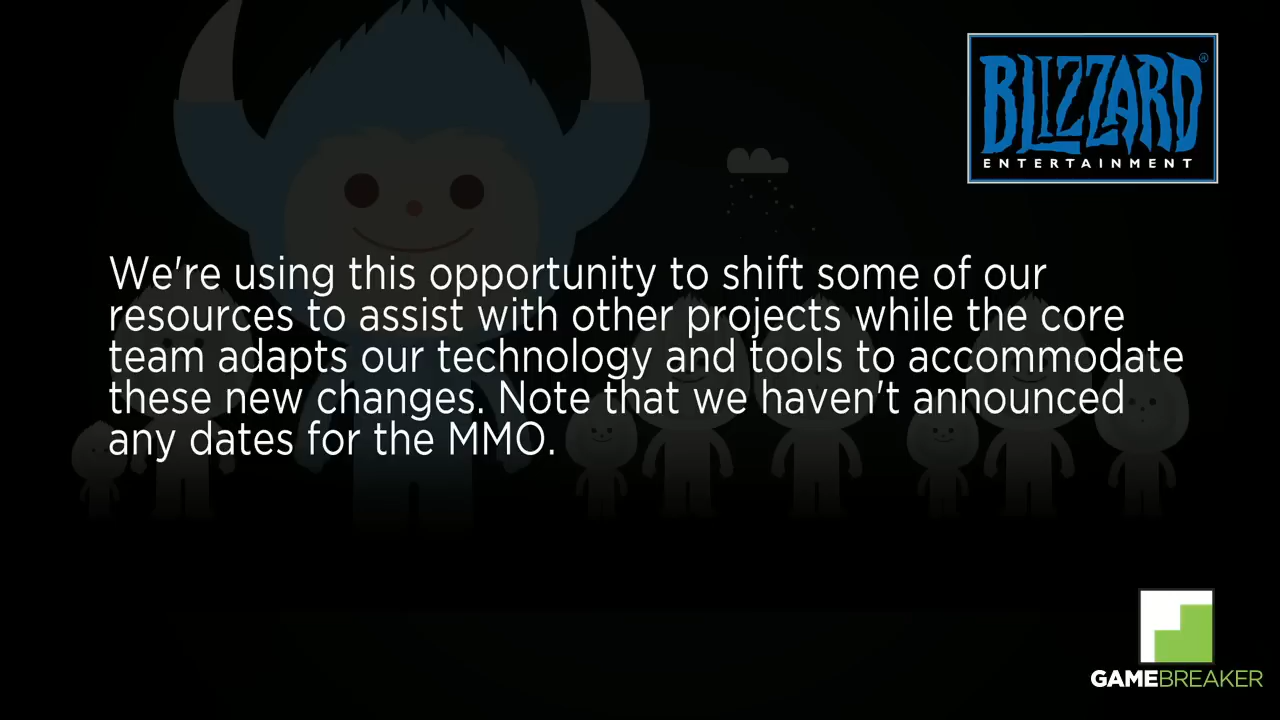 BLIZZARD®
ENTERTAINMENT
We're using this opportunity to shift some of our
resources to assist with other projects while the core
team adapts our technology and tools to accommodate
these new changes. Note that we haven't announced
any dates for the MMO.
GAMEBREAKER